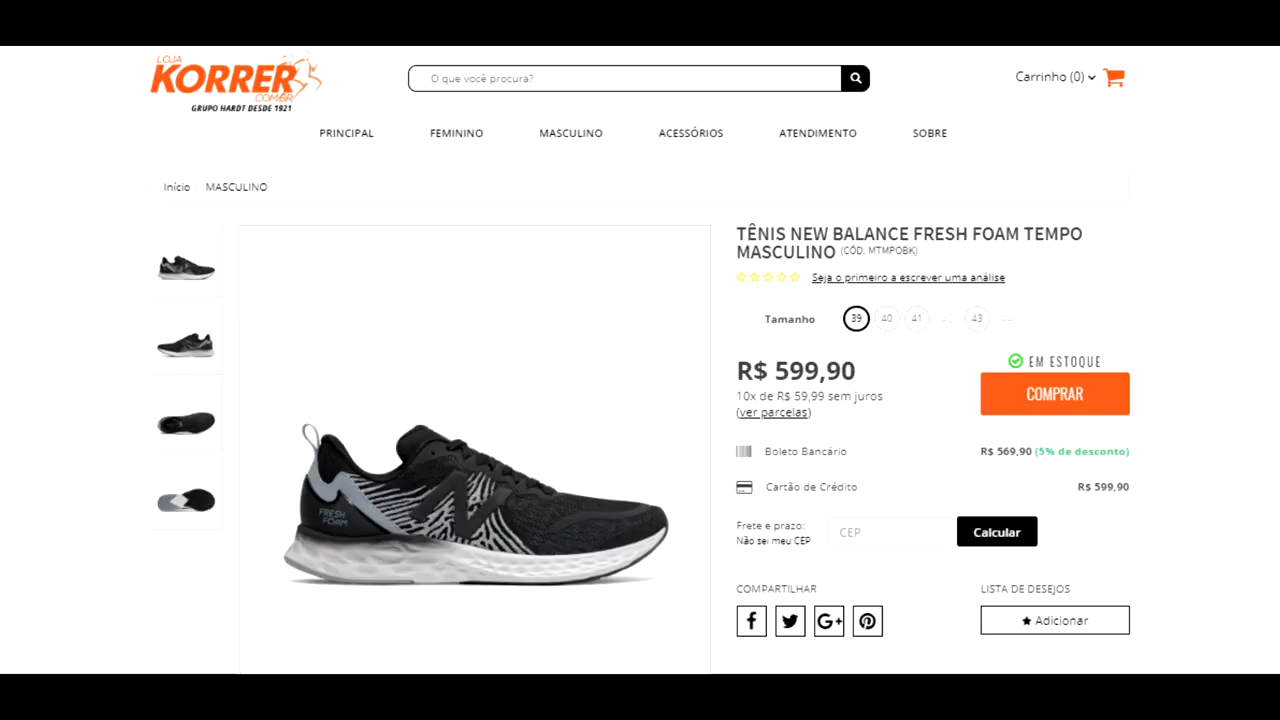 LOJA
KORRER
.COM.BR
GRUPO HARDT DESDE 1921
O que você procura?
Carrinho (0)
PRINCIPAL FEMININO MASCULINO ACESSÓRIOS ATENDIMENTO SOBRE
Início MASCULINO
TÊNIS NEW BALANCE FRESH FOAM TEMPO
MASCULINO (CÓD. MTMPOBK)
Seja o primeiro a escrever uma análise
Tamanho 39 40 41 43
EM ESTOQUE
R$ 599,90
COMPRAR
10x de R$ 59,99 sem juros
(ver parcelas)
Boleto Bancário R$ 569,90 (5% de desconto)
Cartão de Crédito R$ 599,90
Frete e prazo:
Não sei meu CEP
CEP
Calcular
COMPARTILHAR
LISTA DE DESEJOS
Adicionar
FRESH
FOAM